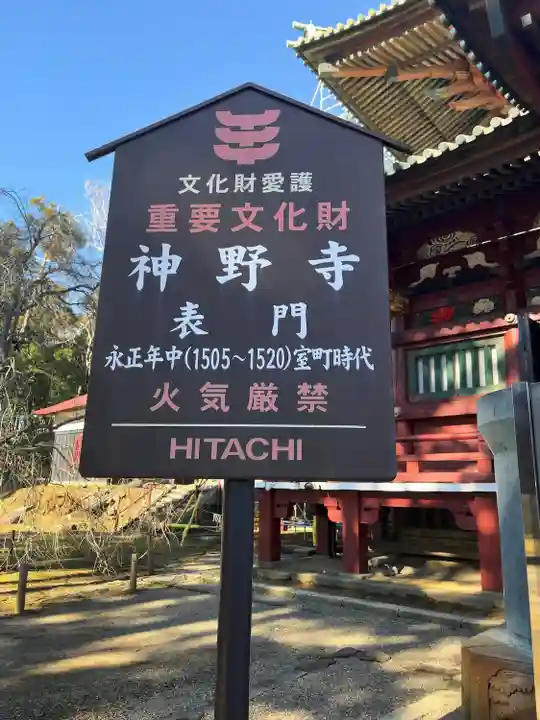 文化財愛護
重要文化財
神野寺
表門
永正年中(1505～1520)室町時代
火気厳禁
HITACHI